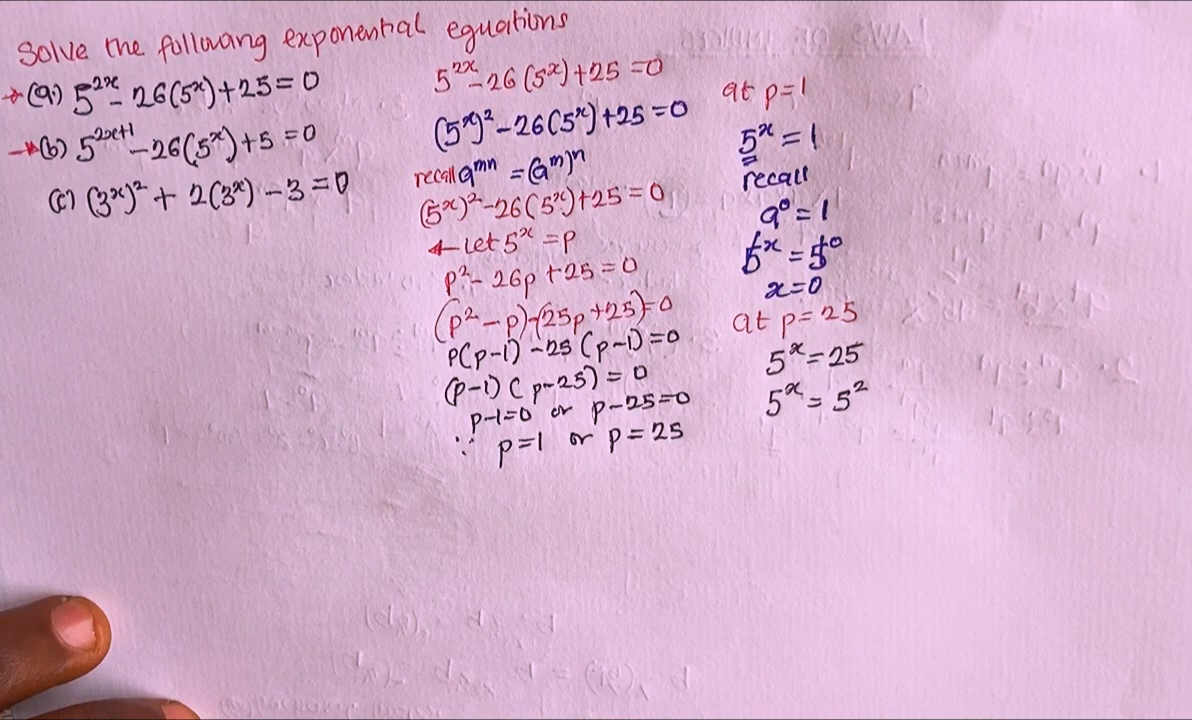 Solve the following exponential equations
(a) 5^{2x} - 26(5^x) + 25 = 0
(b) 5^{2x+1} - 26(5^x) + 5 = 0
(c) (3^x)^2 + 2(3^x) - 3 = 0
5^{2x} - 26(5^x) + 25 = 0
(5^x)^2 - 26(5^x) + 25 = 0
recall a^{mn} = (a^m)^n
(5^x)^2 - 26(5^x) + 25 = 0
Let 5^x = p
p^2 - 26p + 25 = 0
(p^2 - p) - (25p + 25) = 0
p(p-1) - 25(p-1) = 0
(p-1)(p-25) = 0
p-1=0 or p-25=0
∵ p=1 or p=25
at p=1
5^x = 1
recall
a^0 = 1
5^x = 5^0
x=0
at p=25
5^x = 25
5^x = 5^2